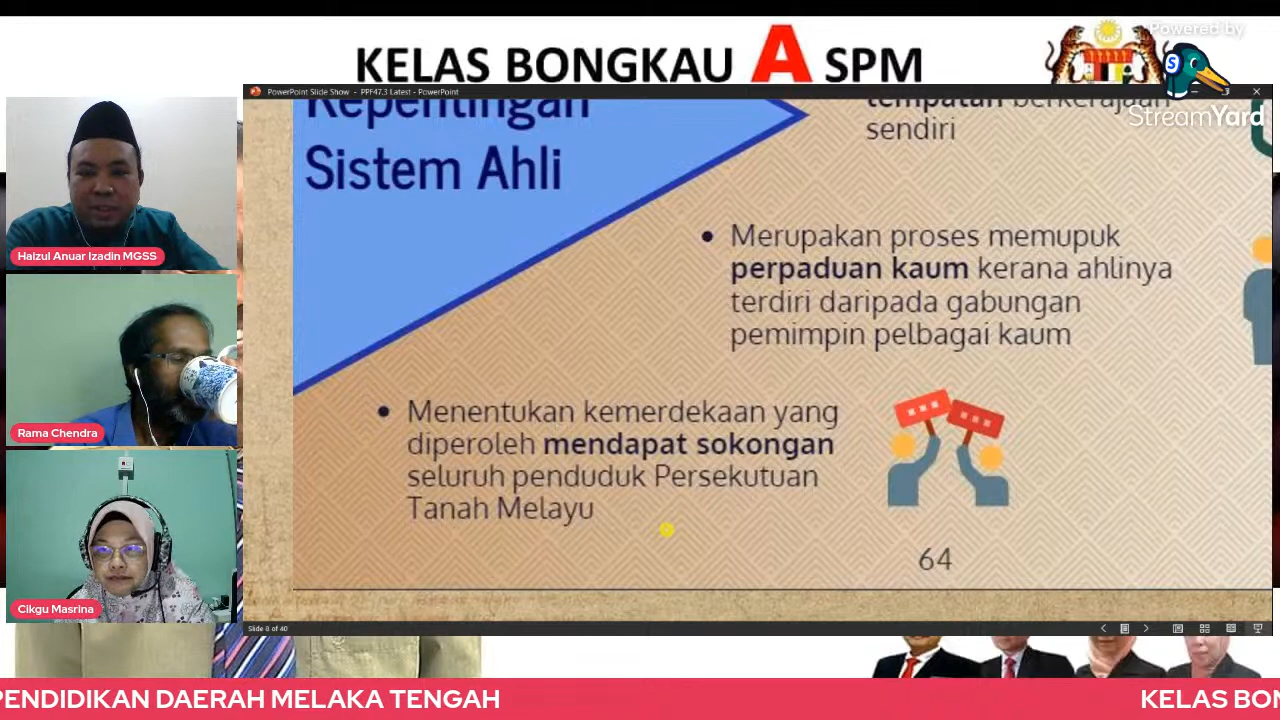 KELAS BONGKAU A SPM
Powered by
StreamYard
PowerPoint Slide Show - PPF47.3 Latest - PowerPoint
Kepentingan
Sistem Ahli
tempatan berkerajaan
sendiri
• Merupakan proses memupuk
perpaduan kaum kerana ahlinya
terdiri daripada gabungan
pemimpin pelbagai kaum
• Menentukan kemerdekaan yang
diperoleh mendapat sokongan
seluruh penduduk Persekutuan
Tanah Melayu
64
Slide 8 of 40
Haizul Anuar Izadin MGSS
Rama Chendra
Cikgu Masrina
PENDIDIKAN DAERAH MELAKA TENGAH
KELAS BON